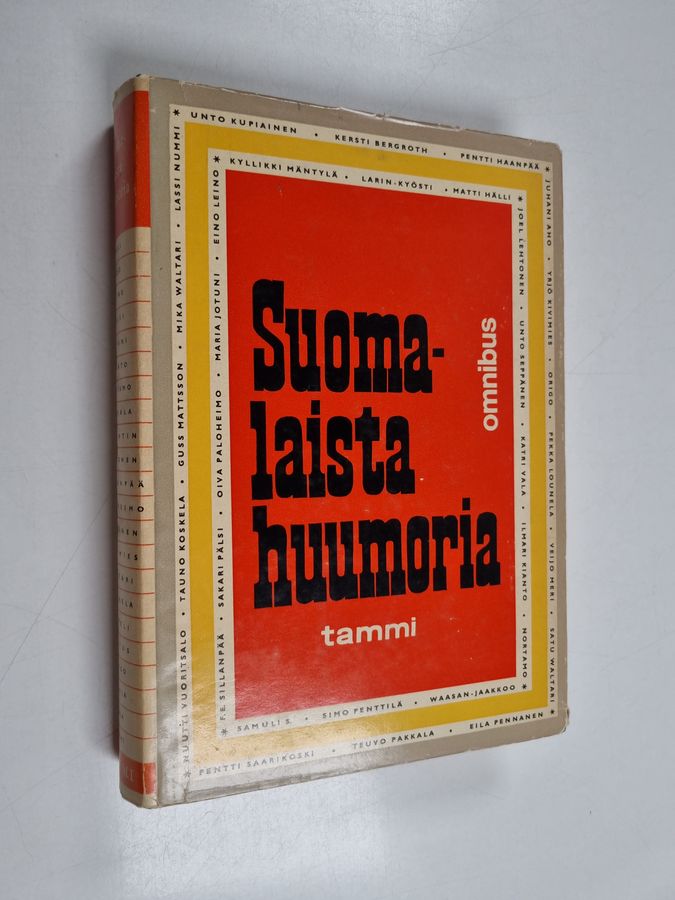 UNTO KUPIAINEN • KERSTI BERGROTH • PENTTI HAANPÄÄ
JUHANI AHO • YRJÖ KIVIMIES • ORIGO • PEKKA LOUNELA • VEIJO MERI • SATU WALTARI
PENTTI SAARIKOSKI • TEUVO PAKKALA • EILA PENNANEN
NUUTTI VUORITSALO • TAUNO KOSKELA • GUSS MATTSSON • MIKA WALTARI • LASSI NUMMI
KYLLIKKI MÄNTYLÄ • LARIN-KYÖSTI • MATTI HÄLLI
JOEL LEHTONEN • UNTO SEPPÄNEN • KATRI VALA • ILMARI KIANTO • NORTAMO
SAMULI S. • SIMO PENTTILÄ • WAASAN-JAAKKOO
F.E. SILLANPÄÄ • SAKARI PÄLSI • OIVA PALOHEIMO • MARIA JOTUNI • EINO LEINO
Suoma-
laista
huumoria
omnibus
tammi